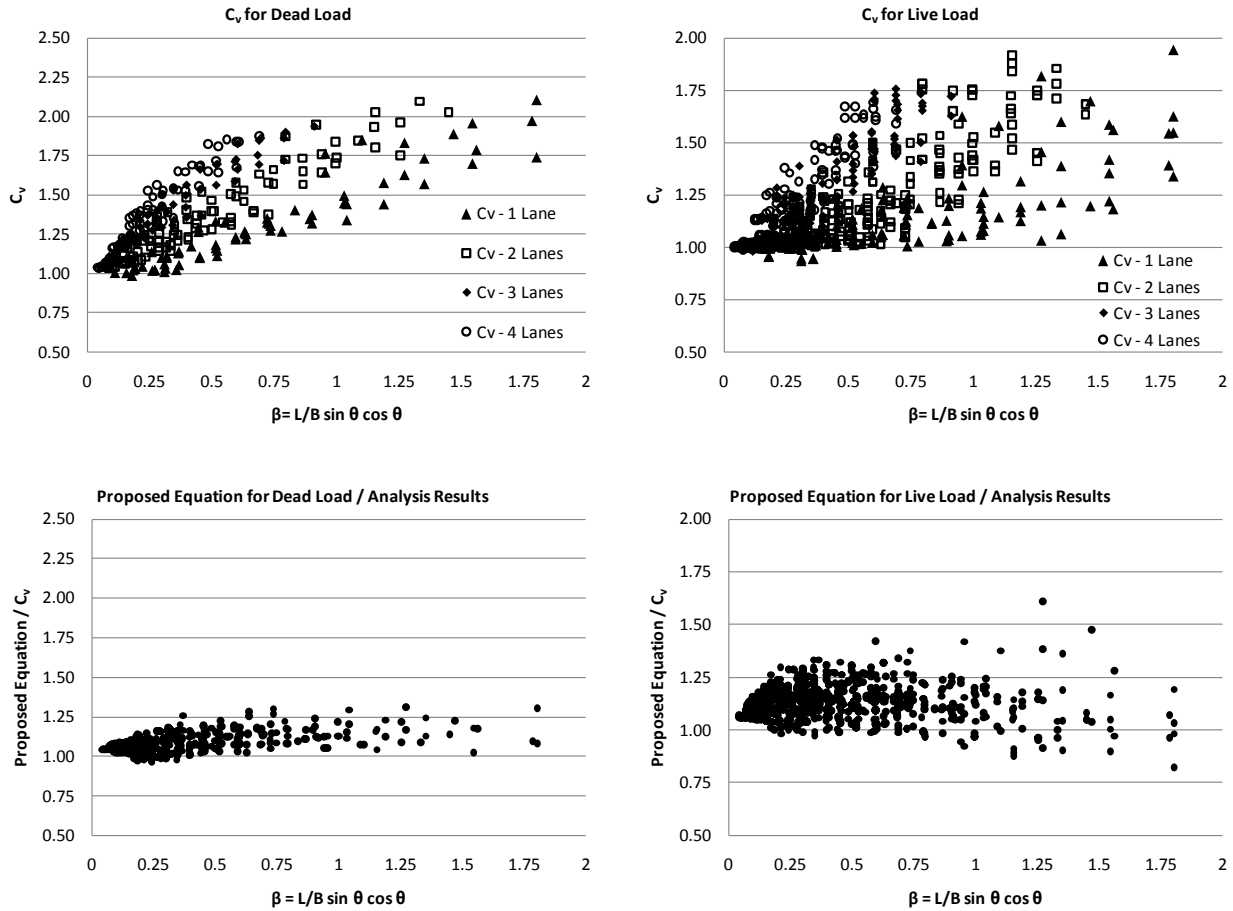 Cv for Dead Load
2.50
2.25
2.00
1.75
1.50
1.25
1.00
0.75
0.50
Cv
Cv - 1 Lane
Cv - 2 Lanes
Cv - 3 Lanes
Cv - 4 Lanes
0 0.25 0.5 0.75 1 1.25 1.5 1.75 2
β= L/B sin θ cos θ
Cv for Live Load
2.00
1.75
1.50
1.25
1.00
0.75
0.50
Cv
Cv - 1 Lane
Cv - 2 Lanes
Cv - 3 Lanes
Cv - 4 Lanes
0 0.25 0.5 0.75 1 1.25 1.5 1.75 2
β= L/B sin θ cos θ
Proposed Equation for Dead Load / Analysis Results
2.50
2.25
2.00
1.75
1.50
1.25
1.00
0.75
0.50
Proposed Equation / Cv
0 0.25 0.5 0.75 1 1.25 1.5 1.75 2
β = L/B sin θ cos θ
Proposed Equation for Live Load / Analysis Results
2.00
1.75
1.50
1.25
1.00
0.75
0.50
Proposed Equation / Cv
0 0.25 0.5 0.75 1 1.25 1.5 1.75 2
β = L/B sin θ cos θ